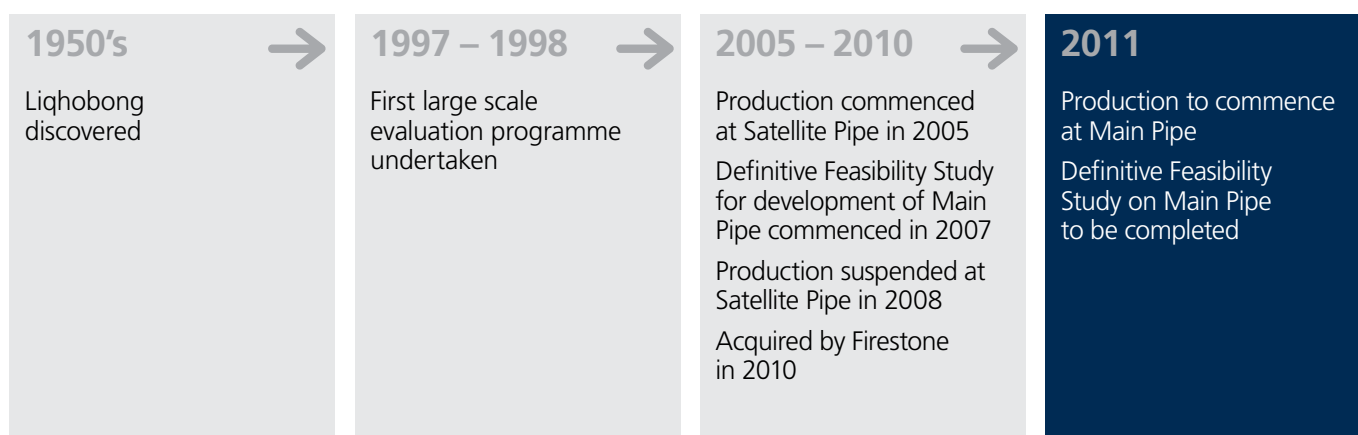 1950’s
Liqhobong
discovered
1997 – 1998
First large scale
evaluation programme
undertaken
2005 – 2010
Production commenced
at Satellite Pipe in 2005
Definitive Feasibility Study
for development of Main
Pipe commenced in 2007
Production suspended at
Satellite Pipe in 2008
Acquired by Firestone
in 2010
2011
Production to commence
at Main Pipe
Definitive Feasibility
Study on Main Pipe
to be completed